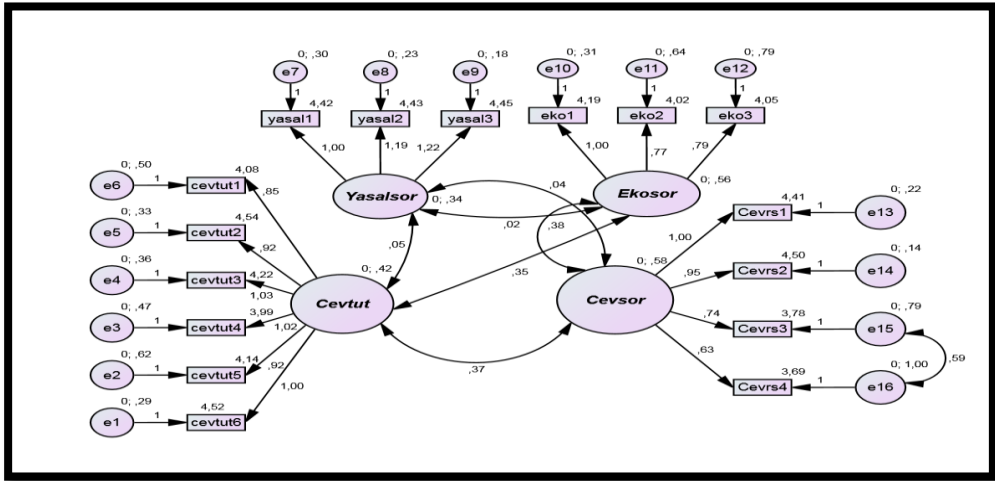 0; ,30
0; ,23
0; ,18
0; ,31
0; ,64
0; ,79
e7
e8
e9
e10
e11
e12
1
1
1
1
1
1
4,42
4,43
4,45
4,19
4,02
4,05
yasal1
yasal2
yasal3
eko1
eko2
eko3
1,00
1,19
1,22
1,00
,77
,79
Yasalsor
0; ,34
Ekosor
0; ,56
,04
,02
,38
,05
,35
,37
0; ,50
e6
1
4,08
cevtut1
,85
0; ,33
e5
1
4,54
cevtut2
,92
0; ,36
e4
1
4,22
cevtut3
1,03
0; ,47
e3
1
3,99
cevtut4
1,02
0; ,62
e2
1
4,14
cevtut5
,92
0; ,29
e1
1
4,52
cevtut6
1,00
0; ,42
Cevtut
0; ,58
Cevsor
1,00
4,41
Cevrs1
1
0; ,22
e13
,95
4,50
Cevrs2
1
0; ,14
e14
,74
3,78
Cevrs3
1
0; ,79
e15
,63
3,69
Cevrs4
1
0; 1,00
e16
,59